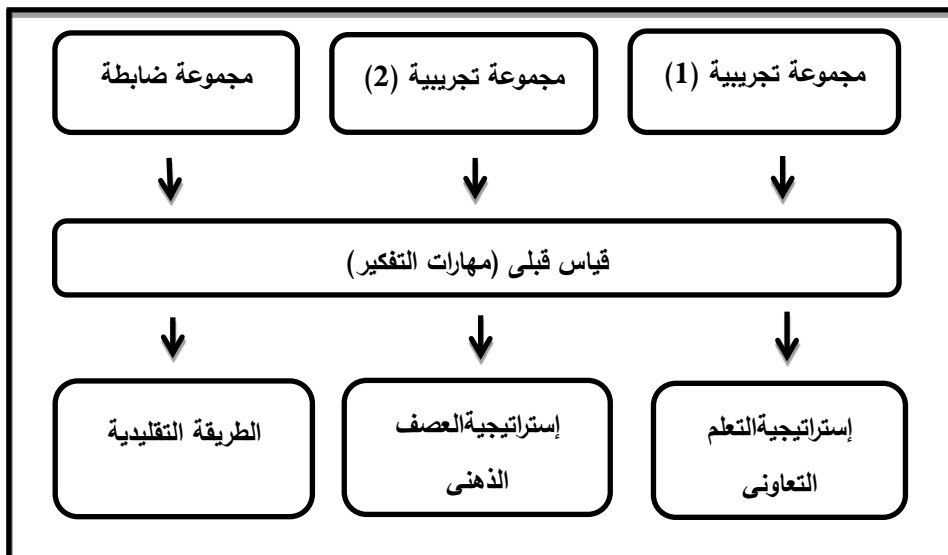 مجموعة تجريبية (1)
مجموعة تجريبية (2)
مجموعة ضابطة
قياس قبلى (مهارات التفكير)
إستراتيجيةالتعلم
التعاونى
إستراتيجيةالعصف
الذهنى
الطريقة التقليدية